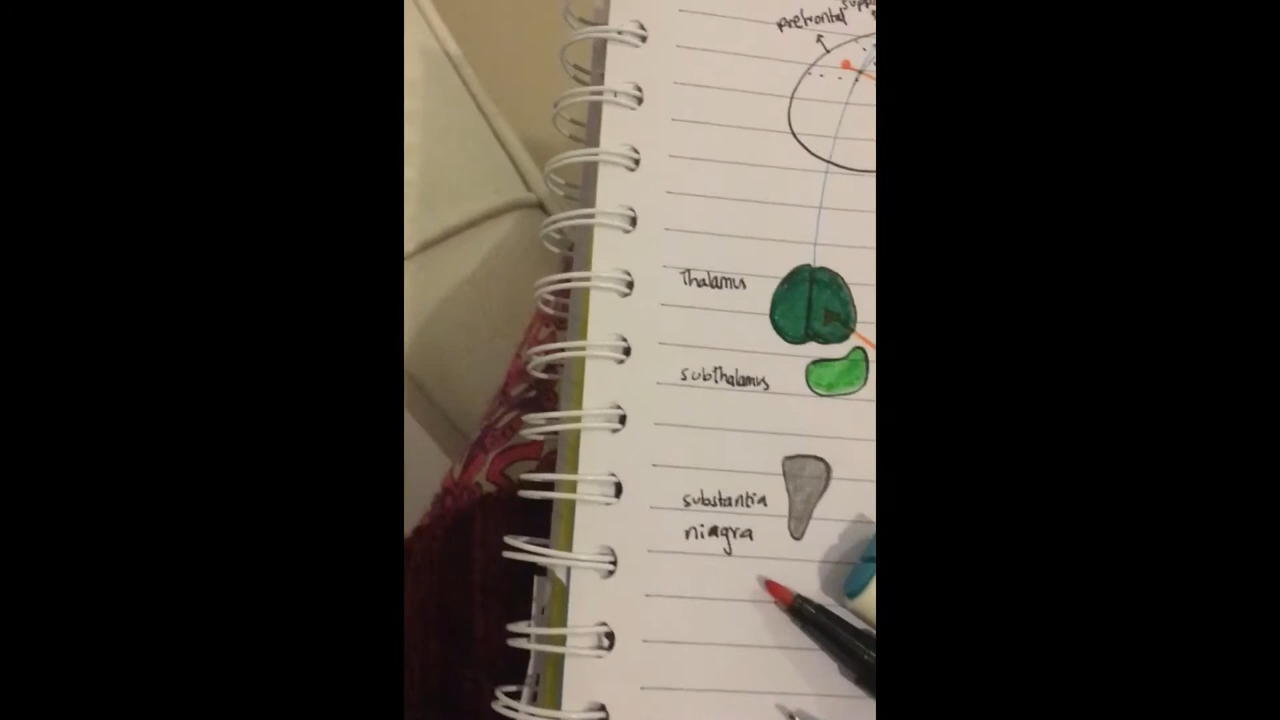 prefrontal
Thalamus
subthalamus
substantia
niagra